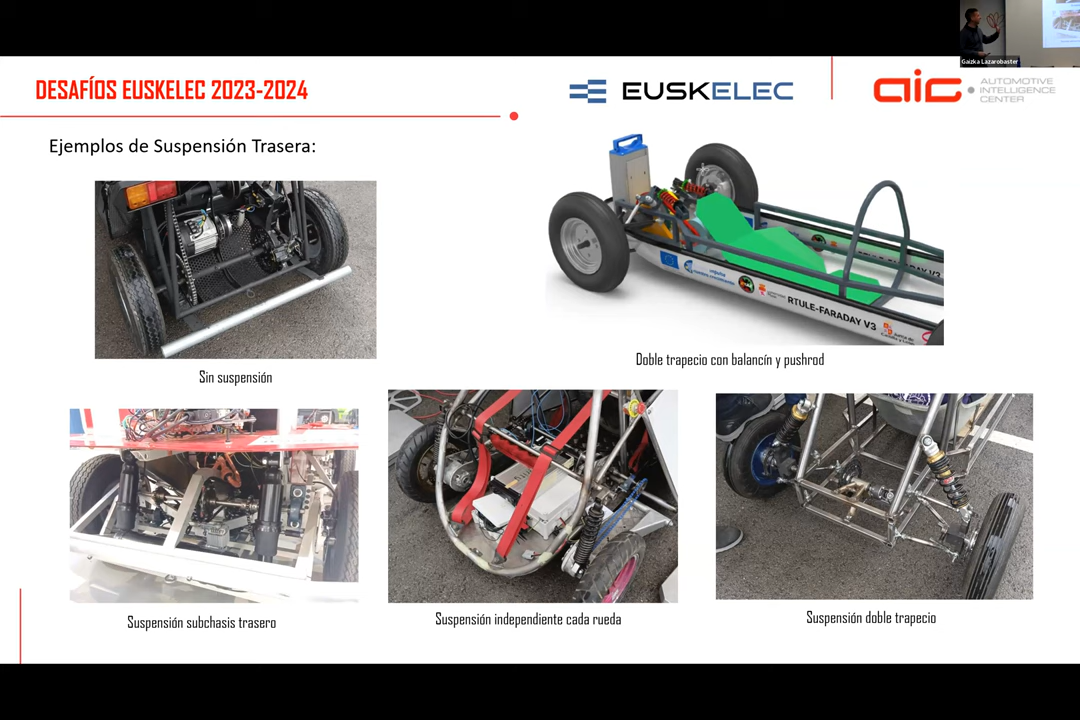 Gaizka Lazarobaster
DESAFÍOS EUSKELEC 2023-2024
EUSKELEC
aic
AUTOMOTIVE
INTELLIGENCE
CENTER
Ejemplos de Suspensión Trasera:
RTULE-FARADAY V3
Sin suspensión
Doble trapecio con balancín y pushrod
Suspensión subchasis trasero
Suspensión independiente cada rueda
Suspensión doble trapecio